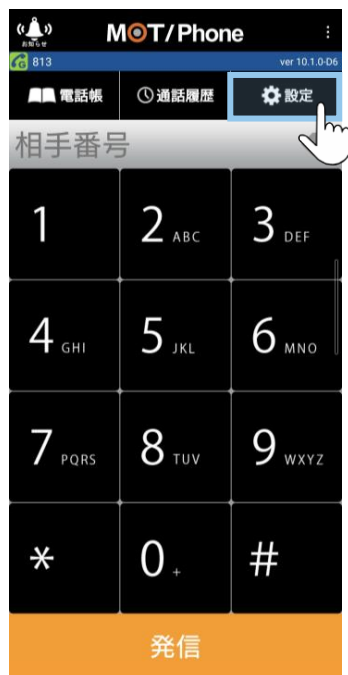 お知らせ
MOT/Phone
813
ver 10.1.0-D6
電話帳 通話履歴 設定
相手番号
1 2 ABC 3 DEF
4 GHI 5 JKL 6 MNO
7 PQRS 8 TUV 9 WXYZ
* 0 + #
発信